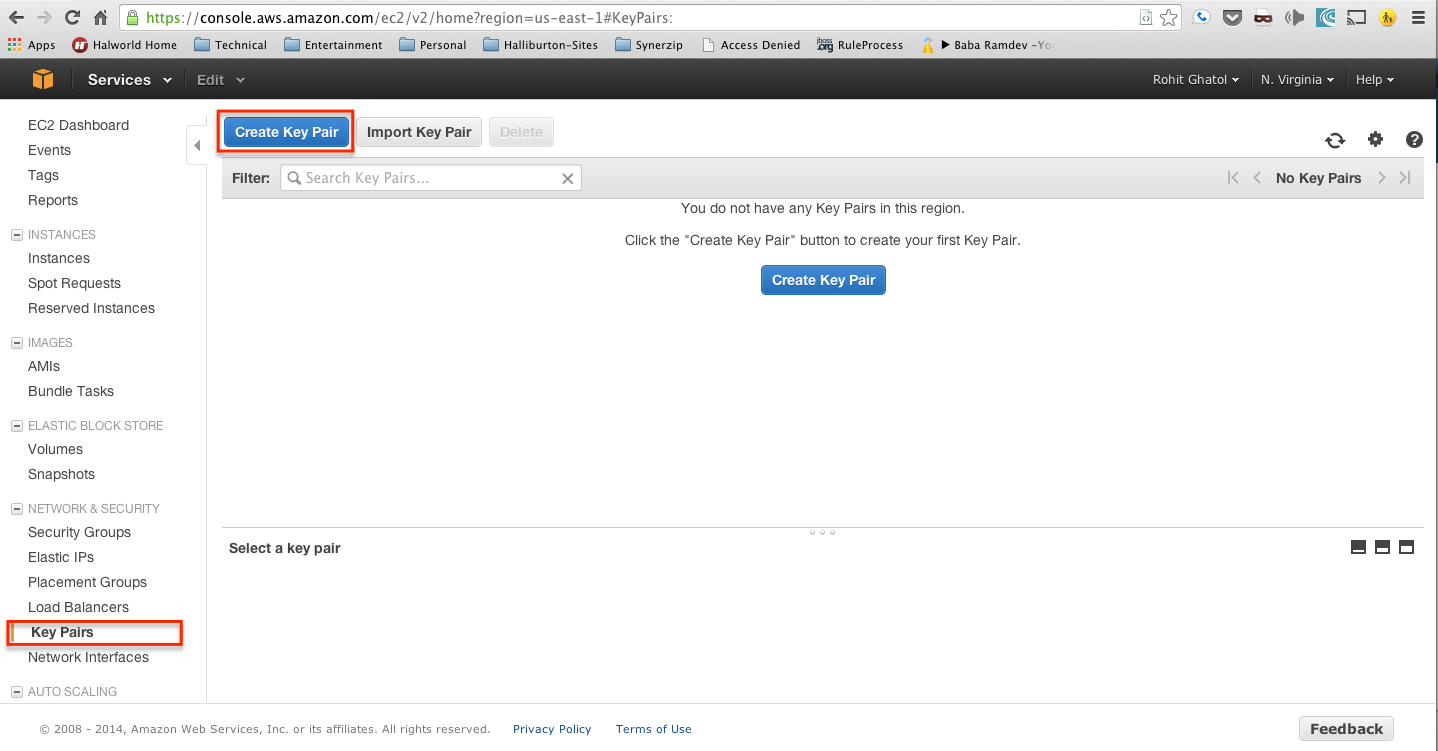 https://console.aws.amazon.com/ec2/v2/home?region=us-east-1#KeyPairs:
Apps Halworld Home Technical Entertainment Personal Halliburton-Sites Synerzip Access Denied jboss.org RuleProcess ▶ Baba Ramdev -Yog
Services Edit Rohit Ghatol N. Virginia Help
EC2 Dashboard
Events
Tags
Reports
INSTANCES
Instances
Spot Requests
Reserved Instances
IMAGES
AMIs
Bundle Tasks
ELASTIC BLOCK STORE
Volumes
Snapshots
NETWORK & SECURITY
Security Groups
Elastic IPs
Placement Groups
Load Balancers
Key Pairs
Network Interfaces
AUTO SCALING
Create Key Pair Import Key Pair Delete
Filter: Search Key Pairs... No Key Pairs
You do not have any Key Pairs in this region.
Click the "Create Key Pair" button to create your first Key Pair.
Create Key Pair
Select a key pair
© 2008 - 2014, Amazon Web Services, Inc. or its affiliates. All rights reserved. Privacy Policy Terms of Use Feedback